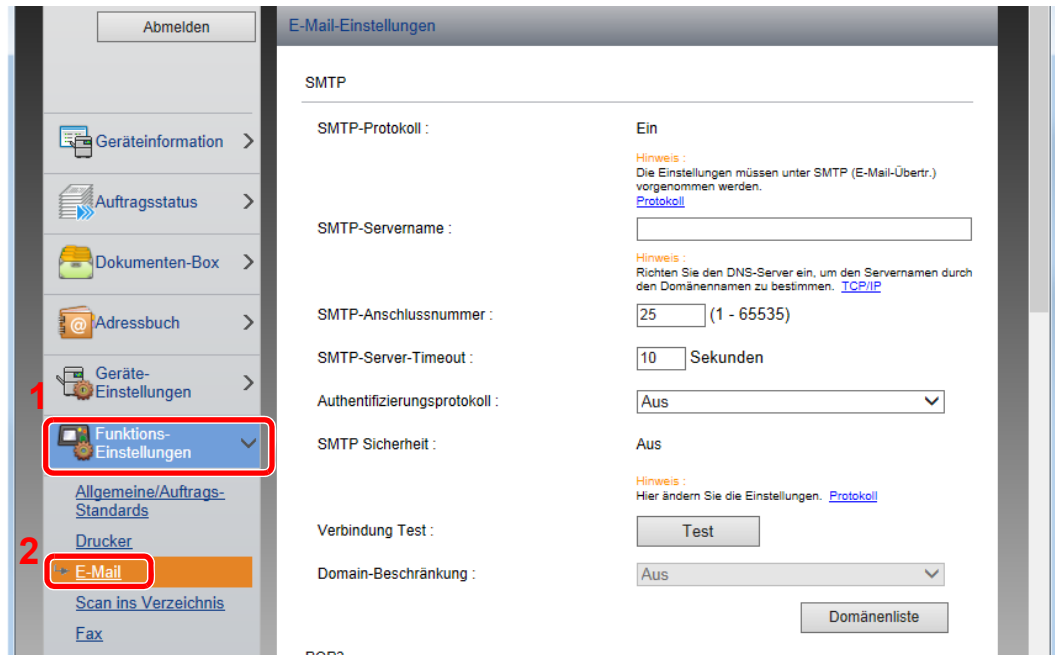 Abmelden
Geräteinformation
Auftragsstatus
Dokumenten-Box
Adressbuch
Geräte-
Einstellungen
1
Funktions-
Einstellungen
Allgemeine/Auftrags-
Standards
Drucker
2
E-Mail
Scan ins Verzeichnis
Fax
E-Mail-Einstellungen
SMTP
SMTP-Protokoll : Ein
Hinweis :
Die Einstellungen müssen unter SMTP (E-Mail-Übertr.)
vorgenommen werden.
Protokoll
SMTP-Servername :
Hinweis :
Richten Sie den DNS-Server ein, um den Servernamen durch
den Domänennamen zu bestimmen. TCP/IP
SMTP-Anschlussnummer : 25 (1 - 65535)
SMTP-Server-Timeout : 10 Sekunden
Authentifizierungsprotokoll : Aus
SMTP Sicherheit : Aus
Hinweis :
Hier ändern Sie die Einstellungen. Protokoll
Verbindung Test : Test
Domain-Beschränkung : Aus
Domänenliste